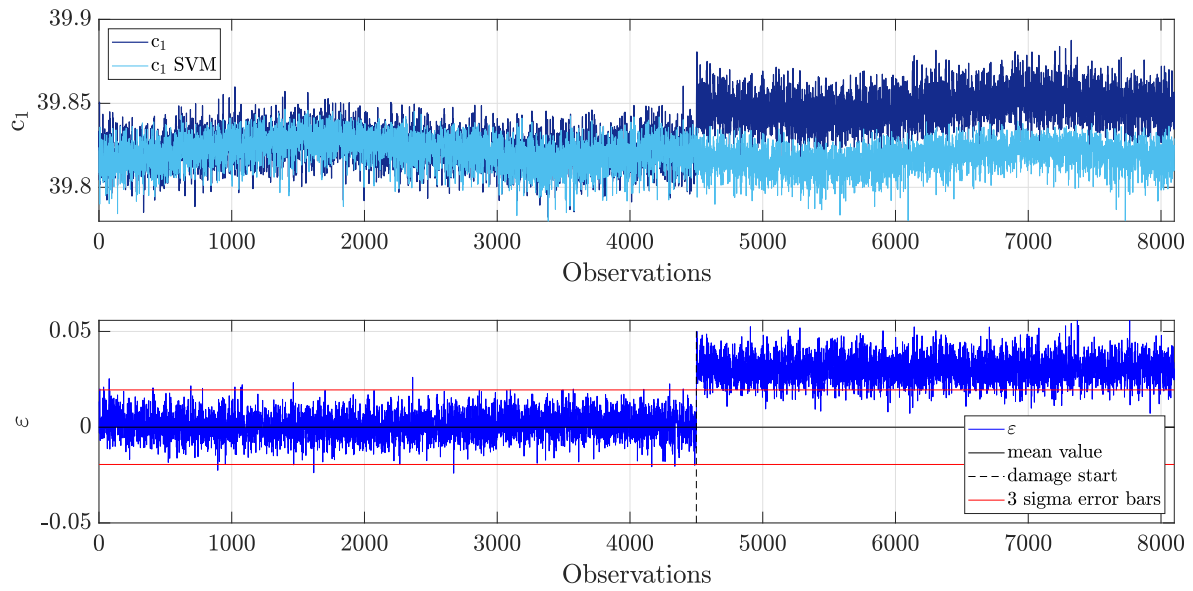 39.9
39.85
39.8
c₁
c₁
c₁ SVM
0 1000 2000 3000 4000 5000 6000 7000 8000
Observations
0.05
0
-0.05
ε
ε
mean value
damage start
3 sigma error bars
0 1000 2000 3000 4000 5000 6000 7000 8000
Observations